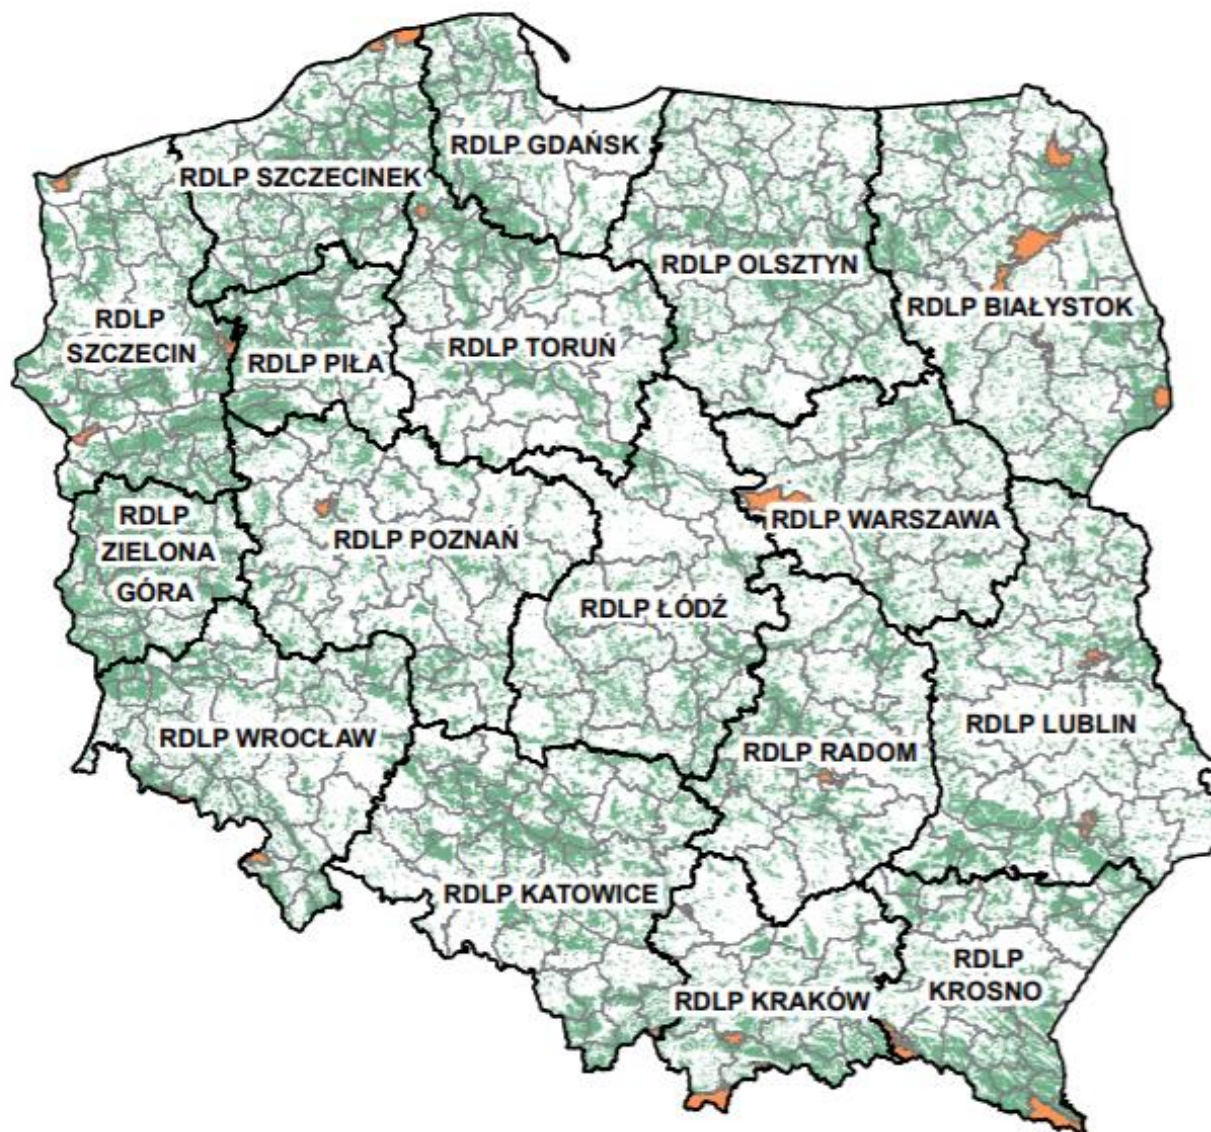 RDLP GDAŃSK
RDLP SZCZECINEK
RDLP OLSZTYN
RDLP BIAŁYSTOK
RDLP
SZCZECIN
RDLP PIŁA
RDLP TORUŃ
RDLP
ZIELONA
GÓRA
RDLP POZNAŃ
RDLP WARSZAWA
RDLP ŁÓDŹ
RDLP WROCŁAW
RDLP RADOM
RDLP LUBLIN
RDLP KATOWICE
RDLP KRAKÓW
RDLP
KROSNO